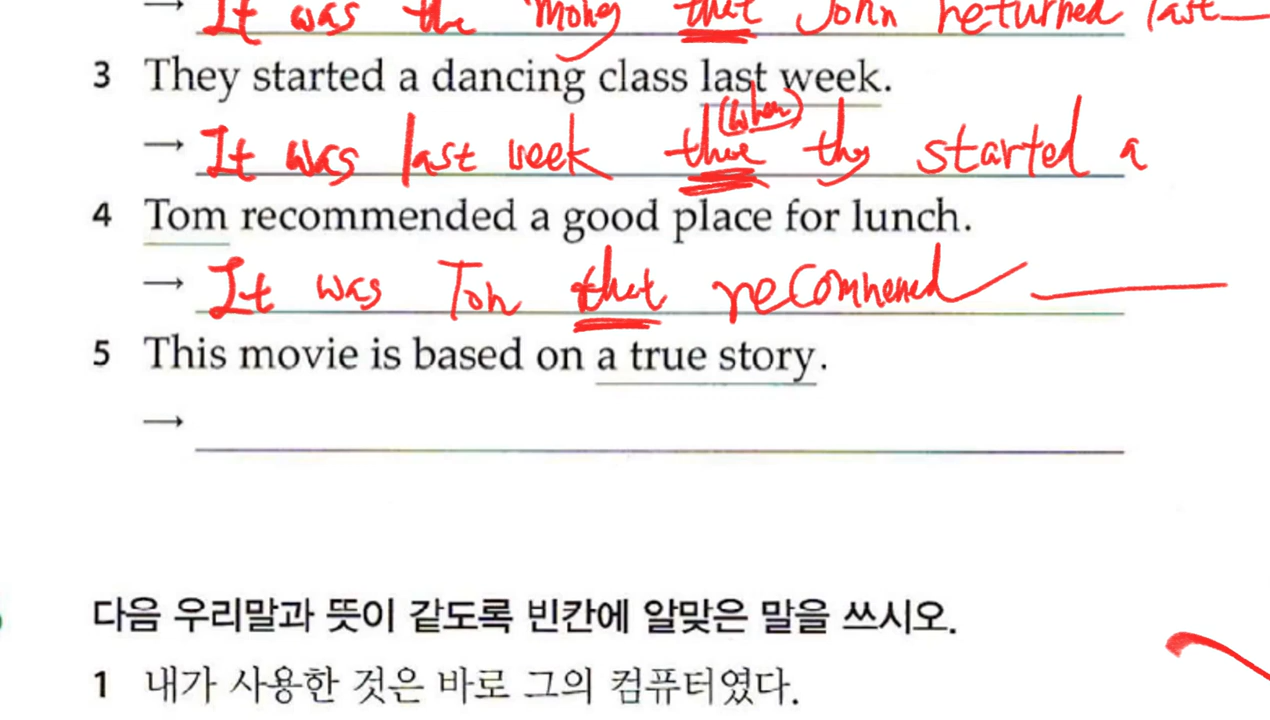 → It was the money that John returned last
3 They started a dancing class last week.
(when)
→ It was last week that they started a
4 Tom recommended a good place for lunch.
→ It was Tom that recommened
5 This movie is based on a true story.
→
다음 우리말과 뜻이 같도록 빈칸에 알맞은 말을 쓰시오.
1 내가 사용한 것은 바로 그의 컴퓨터였다.